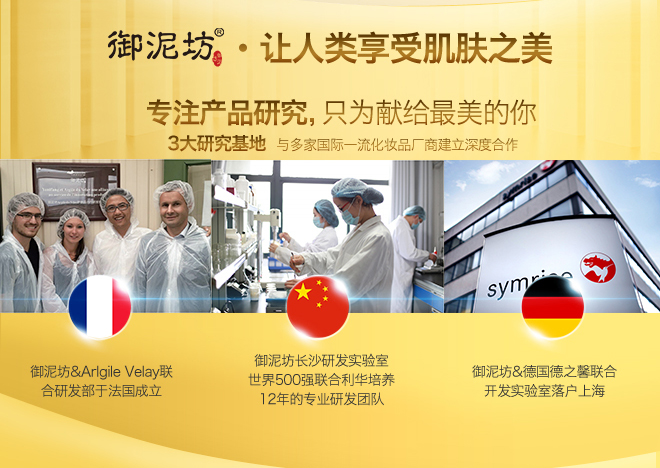 御泥坊®·让人类享受肌肤之美
专注产品研究，只为献给最美的你
3大研究基地 与多家国际一流化妆品厂商建立深度合作
symrise
御泥坊&Arlgile Velay联
合研发部于法国成立
御泥坊长沙研发实验室
世界500强联合利华培养
12年的专业研发团队
御泥坊&德国德之馨联合
开发实验室落户上海